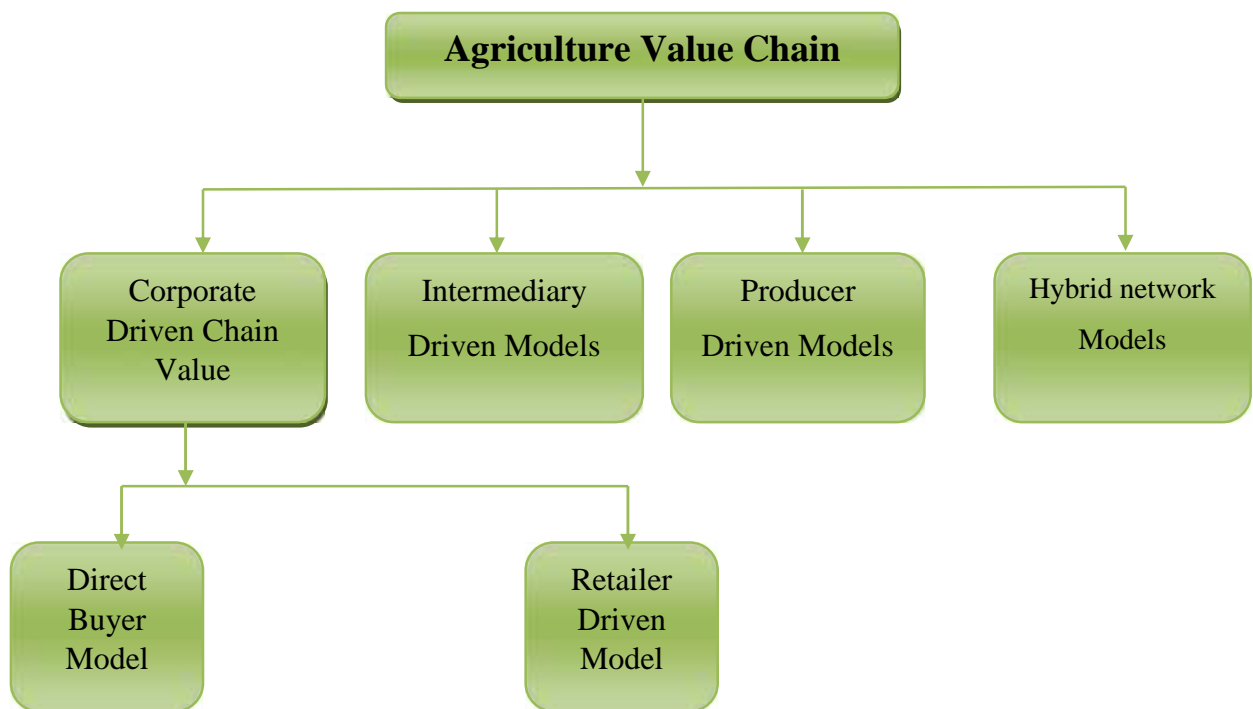 Agriculture Value Chain
Corporate
Driven Chain
Value
Intermediary
Driven Models
Producer
Driven Models
Hybrid network
Models
Direct
Buyer
Model
Retailer
Driven
Model